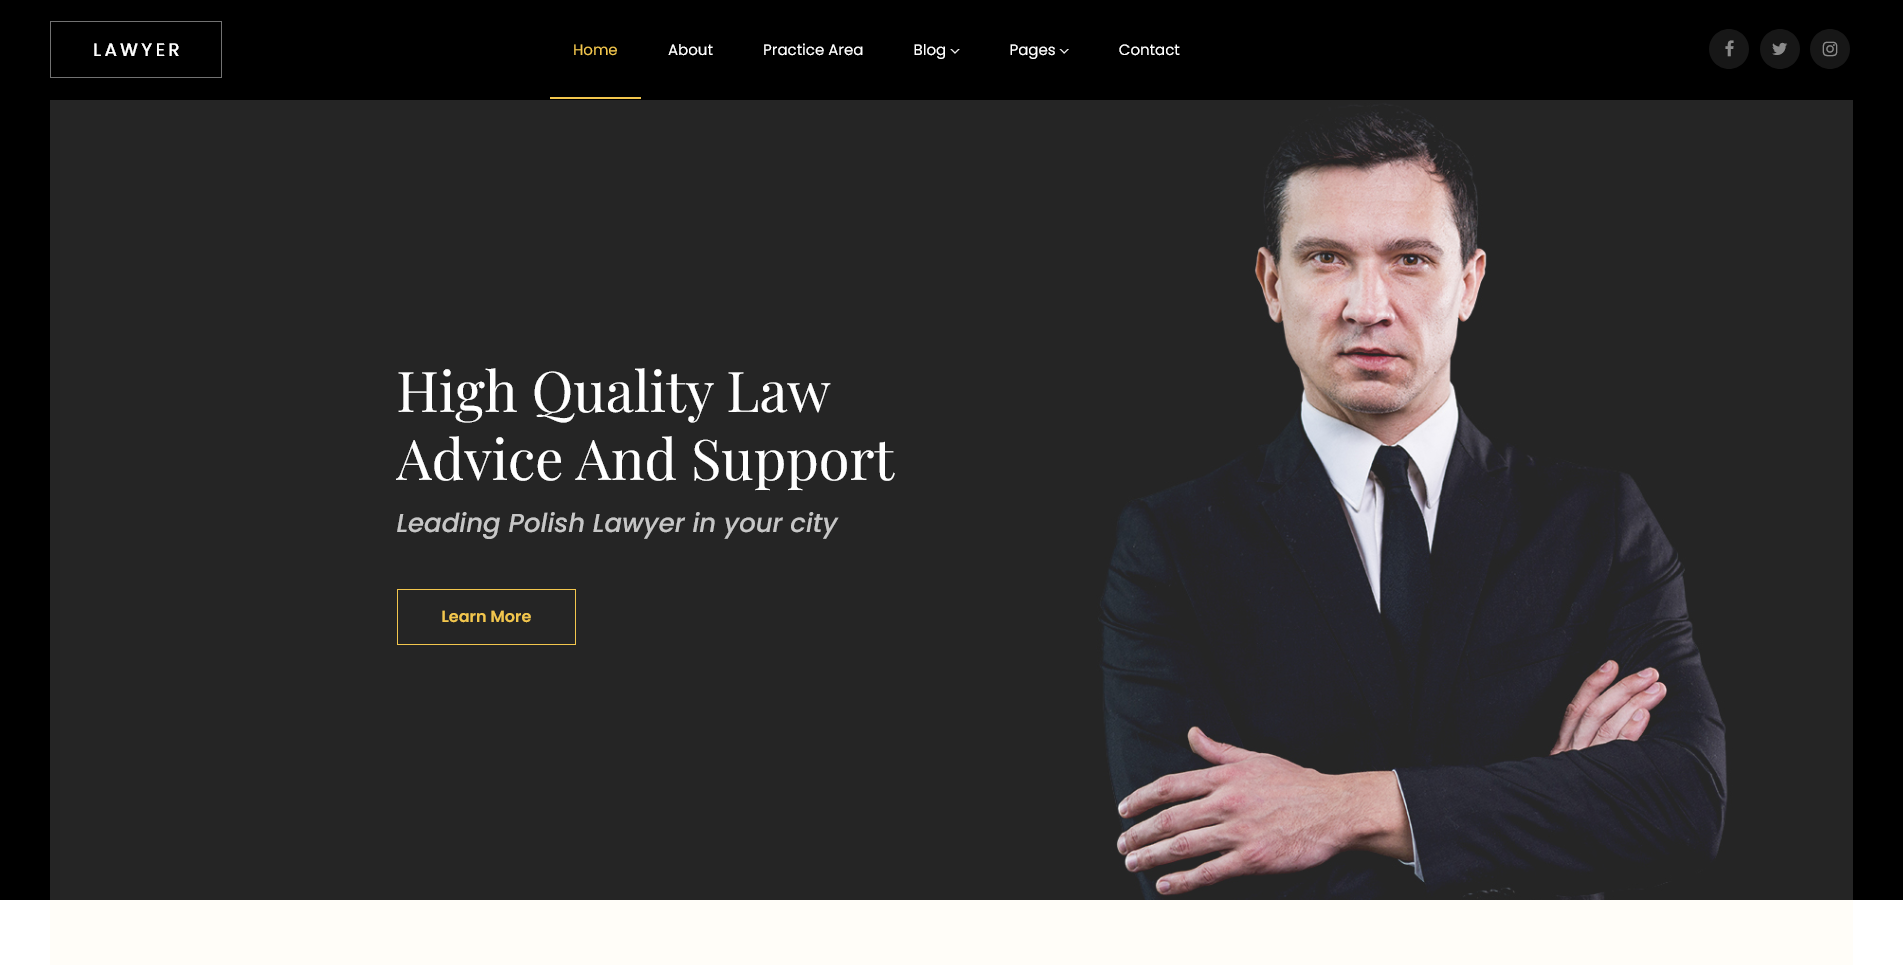 LAWYER
Home About Practice Area Blog Pages Contact
High Quality Law
Advice And Support
Leading Polish Lawyer in your city
Learn More